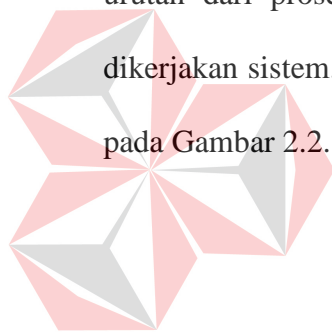 urutan dari prose
dikerjakan sistem.
pada Gambar 2.2.